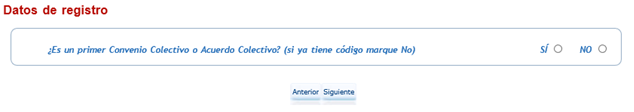 Datos de registro
¿Es un primer Convenio Colectivo o Acuerdo Colectivo? (si ya tiene código marque No) SÍ NO
Anterior Siguiente